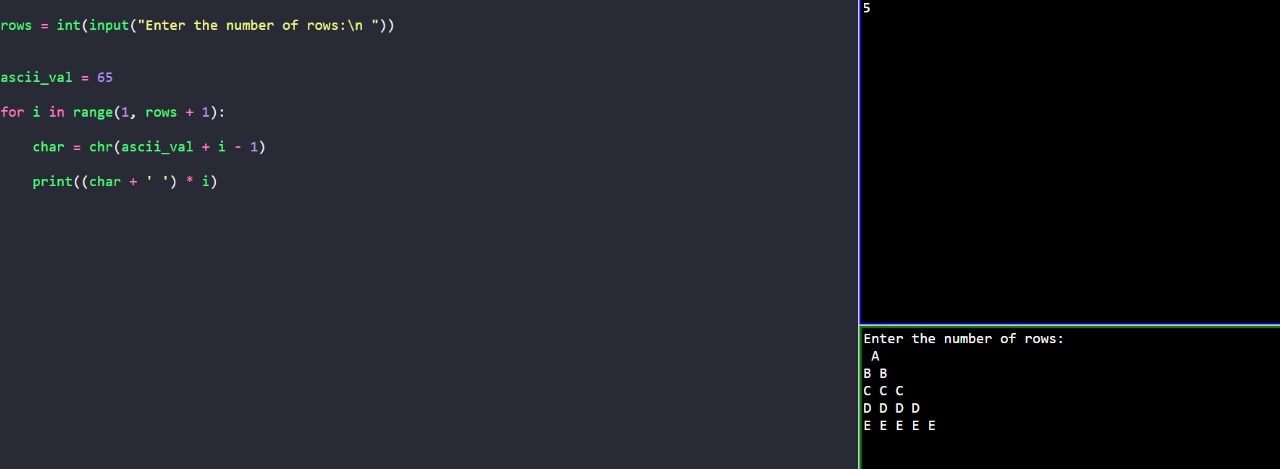 rows = int(input("Enter the number of rows:\n "))
ascii_val = 65
for i in range(1, rows + 1):
    char = chr(ascii_val + i - 1)
    print((char + ' ') * i)
5
Enter the number of rows:
 A
B B
C C C
D D D D
E E E E E